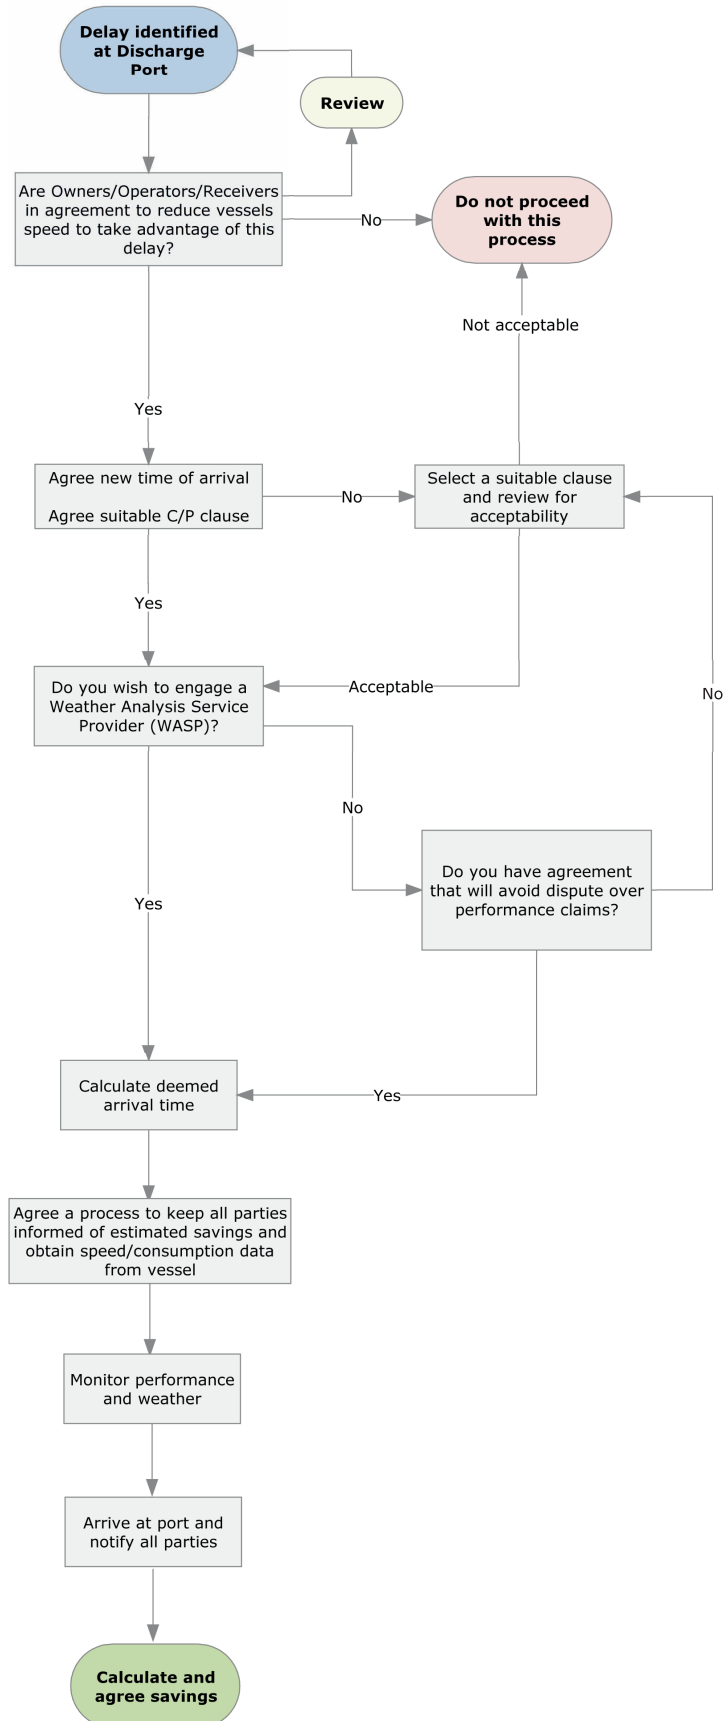 Delay identified
at Discharge
Port
Review
Are Owners/Operators/Receivers
in agreement to reduce vessels
speed to take advantage of this
delay?
No
Do not proceed
with this
process
Not acceptable
Yes
Agree new time of arrival
Agree suitable C/P clause
No
Select a suitable clause
and review for
acceptability
Yes
Do you wish to engage a
Weather Analysis Service
Provider (WASP)?
Acceptable
No
No
Do you have agreement
that will avoid dispute over
performance claims?
Yes
Calculate deemed
arrival time
Yes
Agree a process to keep all parties
informed of estimated savings and
obtain speed/consumption data
from vessel
Monitor performance
and weather
Arrive at port and
notify all parties
Calculate and
agree savings